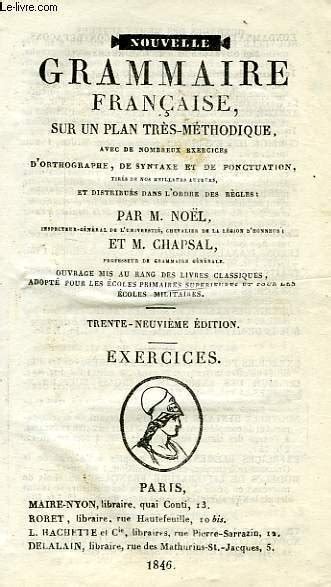 www.le-livre.com
NOUVELLE
GRAMMAIRE
FRANÇAISE,
SUR UN PLAN TRÈS-MÉTHODIQUE,
AVEC DE NOMBREUX EXERCICES
D'ORTHOGRAPHE, DE SYNTAXE ET DE PONCTUATION,
TIRÉS DE NOS MEILLEURS AUTEURS,
ET DISTRIBUÉS DANS L'ORDRE DES RÈGLES:
PAR M. NOËL,
INSPECTEUR-GÉNÉRAL DE L'UNIVERSITÉ, CHEVALIER DE LA LÉGION D'HONNEUR;
ET M. CHAPSAL,
PROFESSEUR DE GRAMMAIRE GÉNÉRALE.
OUVRAGE MIS AU RANG DES LIVRES CLASSIQUES,
ADOPTÉ POUR LES ÉCOLES PRIMAIRES SUPÉRIEURES ET POUR LES
ÉCOLES MILITAIRES.
TRENTE-NEUVIÈME ÉDITION.
EXERCICES.
PARIS,
MAIRE-NYON, libraire, quai Conti, 13.
RORET, libraire, rue Hautefeuille, 10 bis.
L. HACHETTE et Cie, libraires, rue Pierre-Sarrazin, 12.
DELALAIN, libraire, rue des Mathurins-St.-Jacques, 5.
1846.